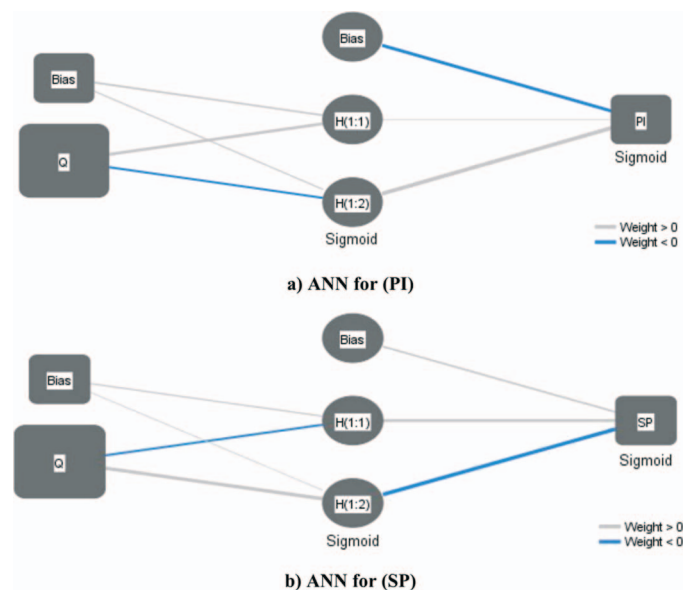 Bias
Bias
H(1:1)
PI
Q
Sigmoid
H(1:2)
Sigmoid
Weight > 0
Weight < 0
a) ANN for (PI)
Bias
Bias
H(1:1)
SP
Q
Sigmoid
H(1:2)
Sigmoid
Weight > 0
Weight < 0
b) ANN for (SP)